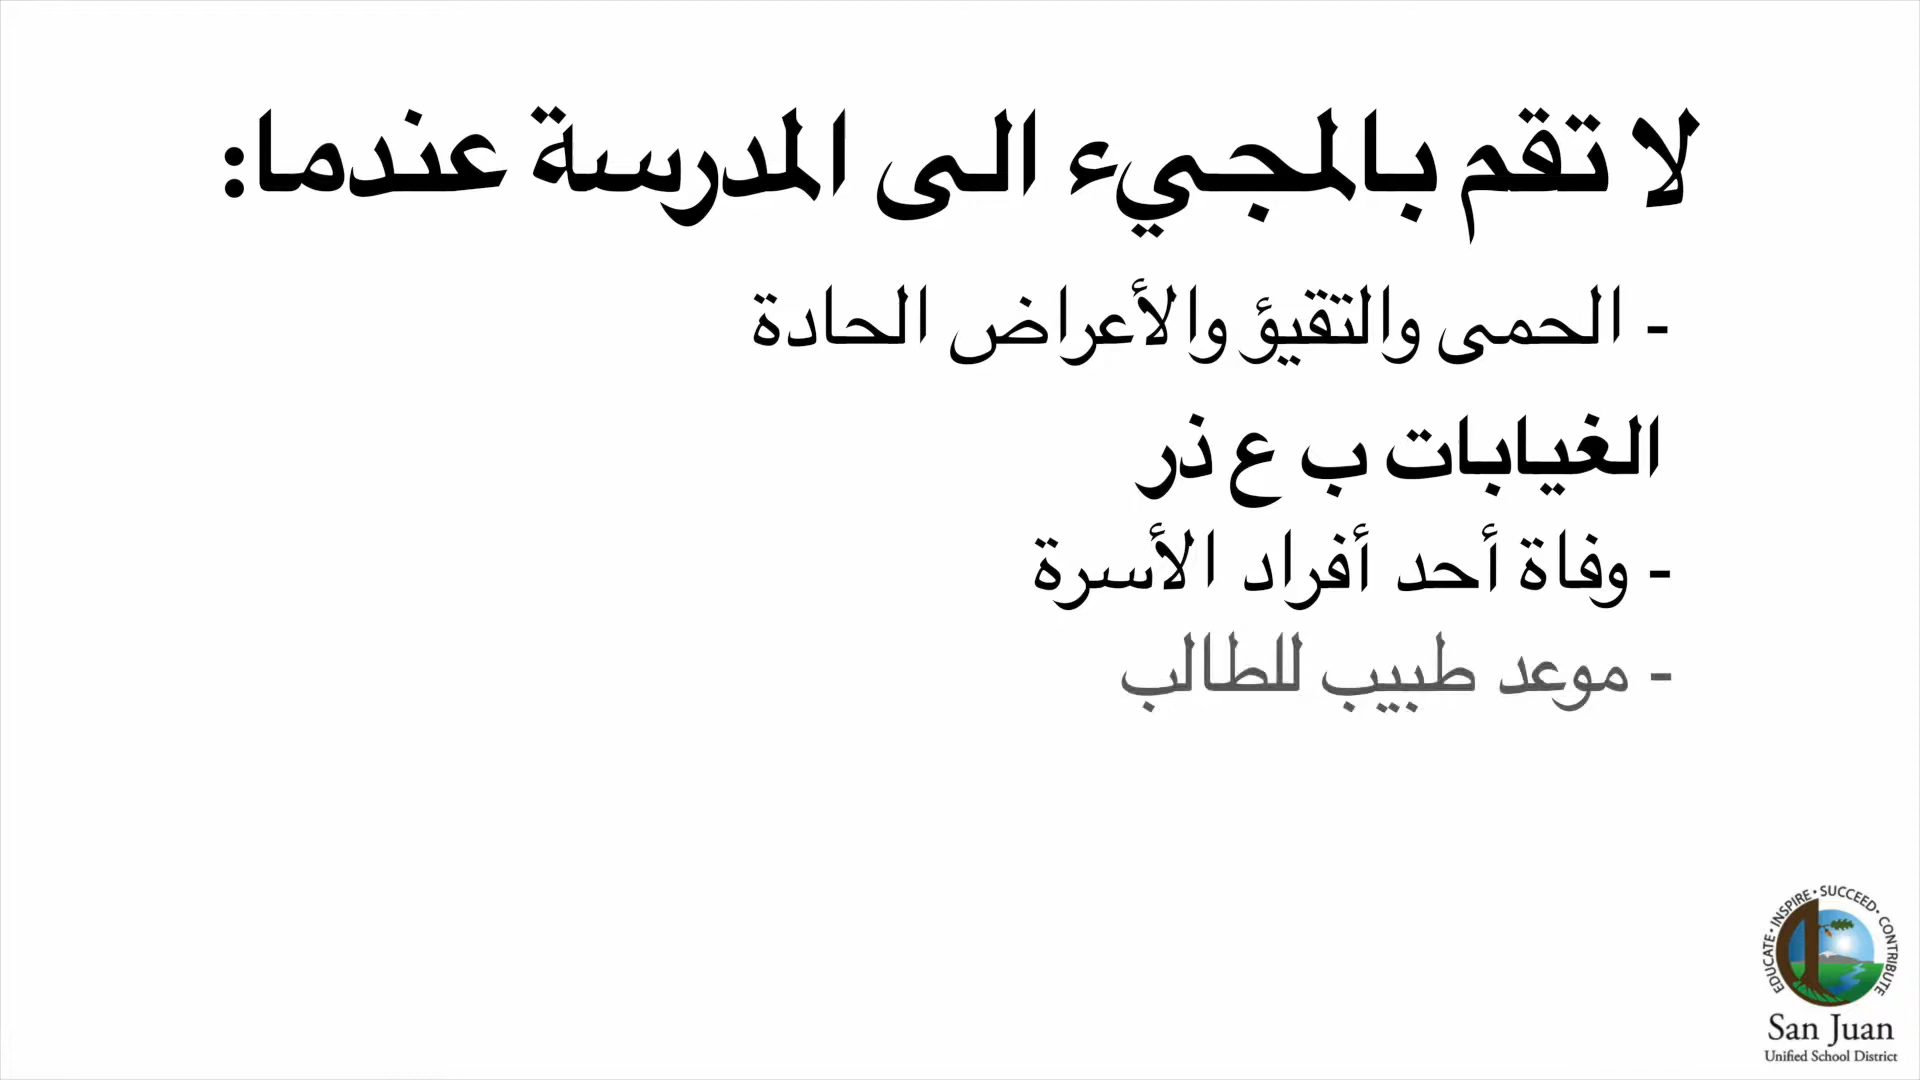 لا تقم بالمجيء الى المدرسة عندما:
- الحمى والتقيؤ والأعراض الحادة
الغيابات ب ع ذر
- وفاة أحد أفراد الأسرة
- موعد طبيب للطالب
EDUCATE • INSPIRE • SUCCEED • CONTRIBUTE
San Juan
Unified School District